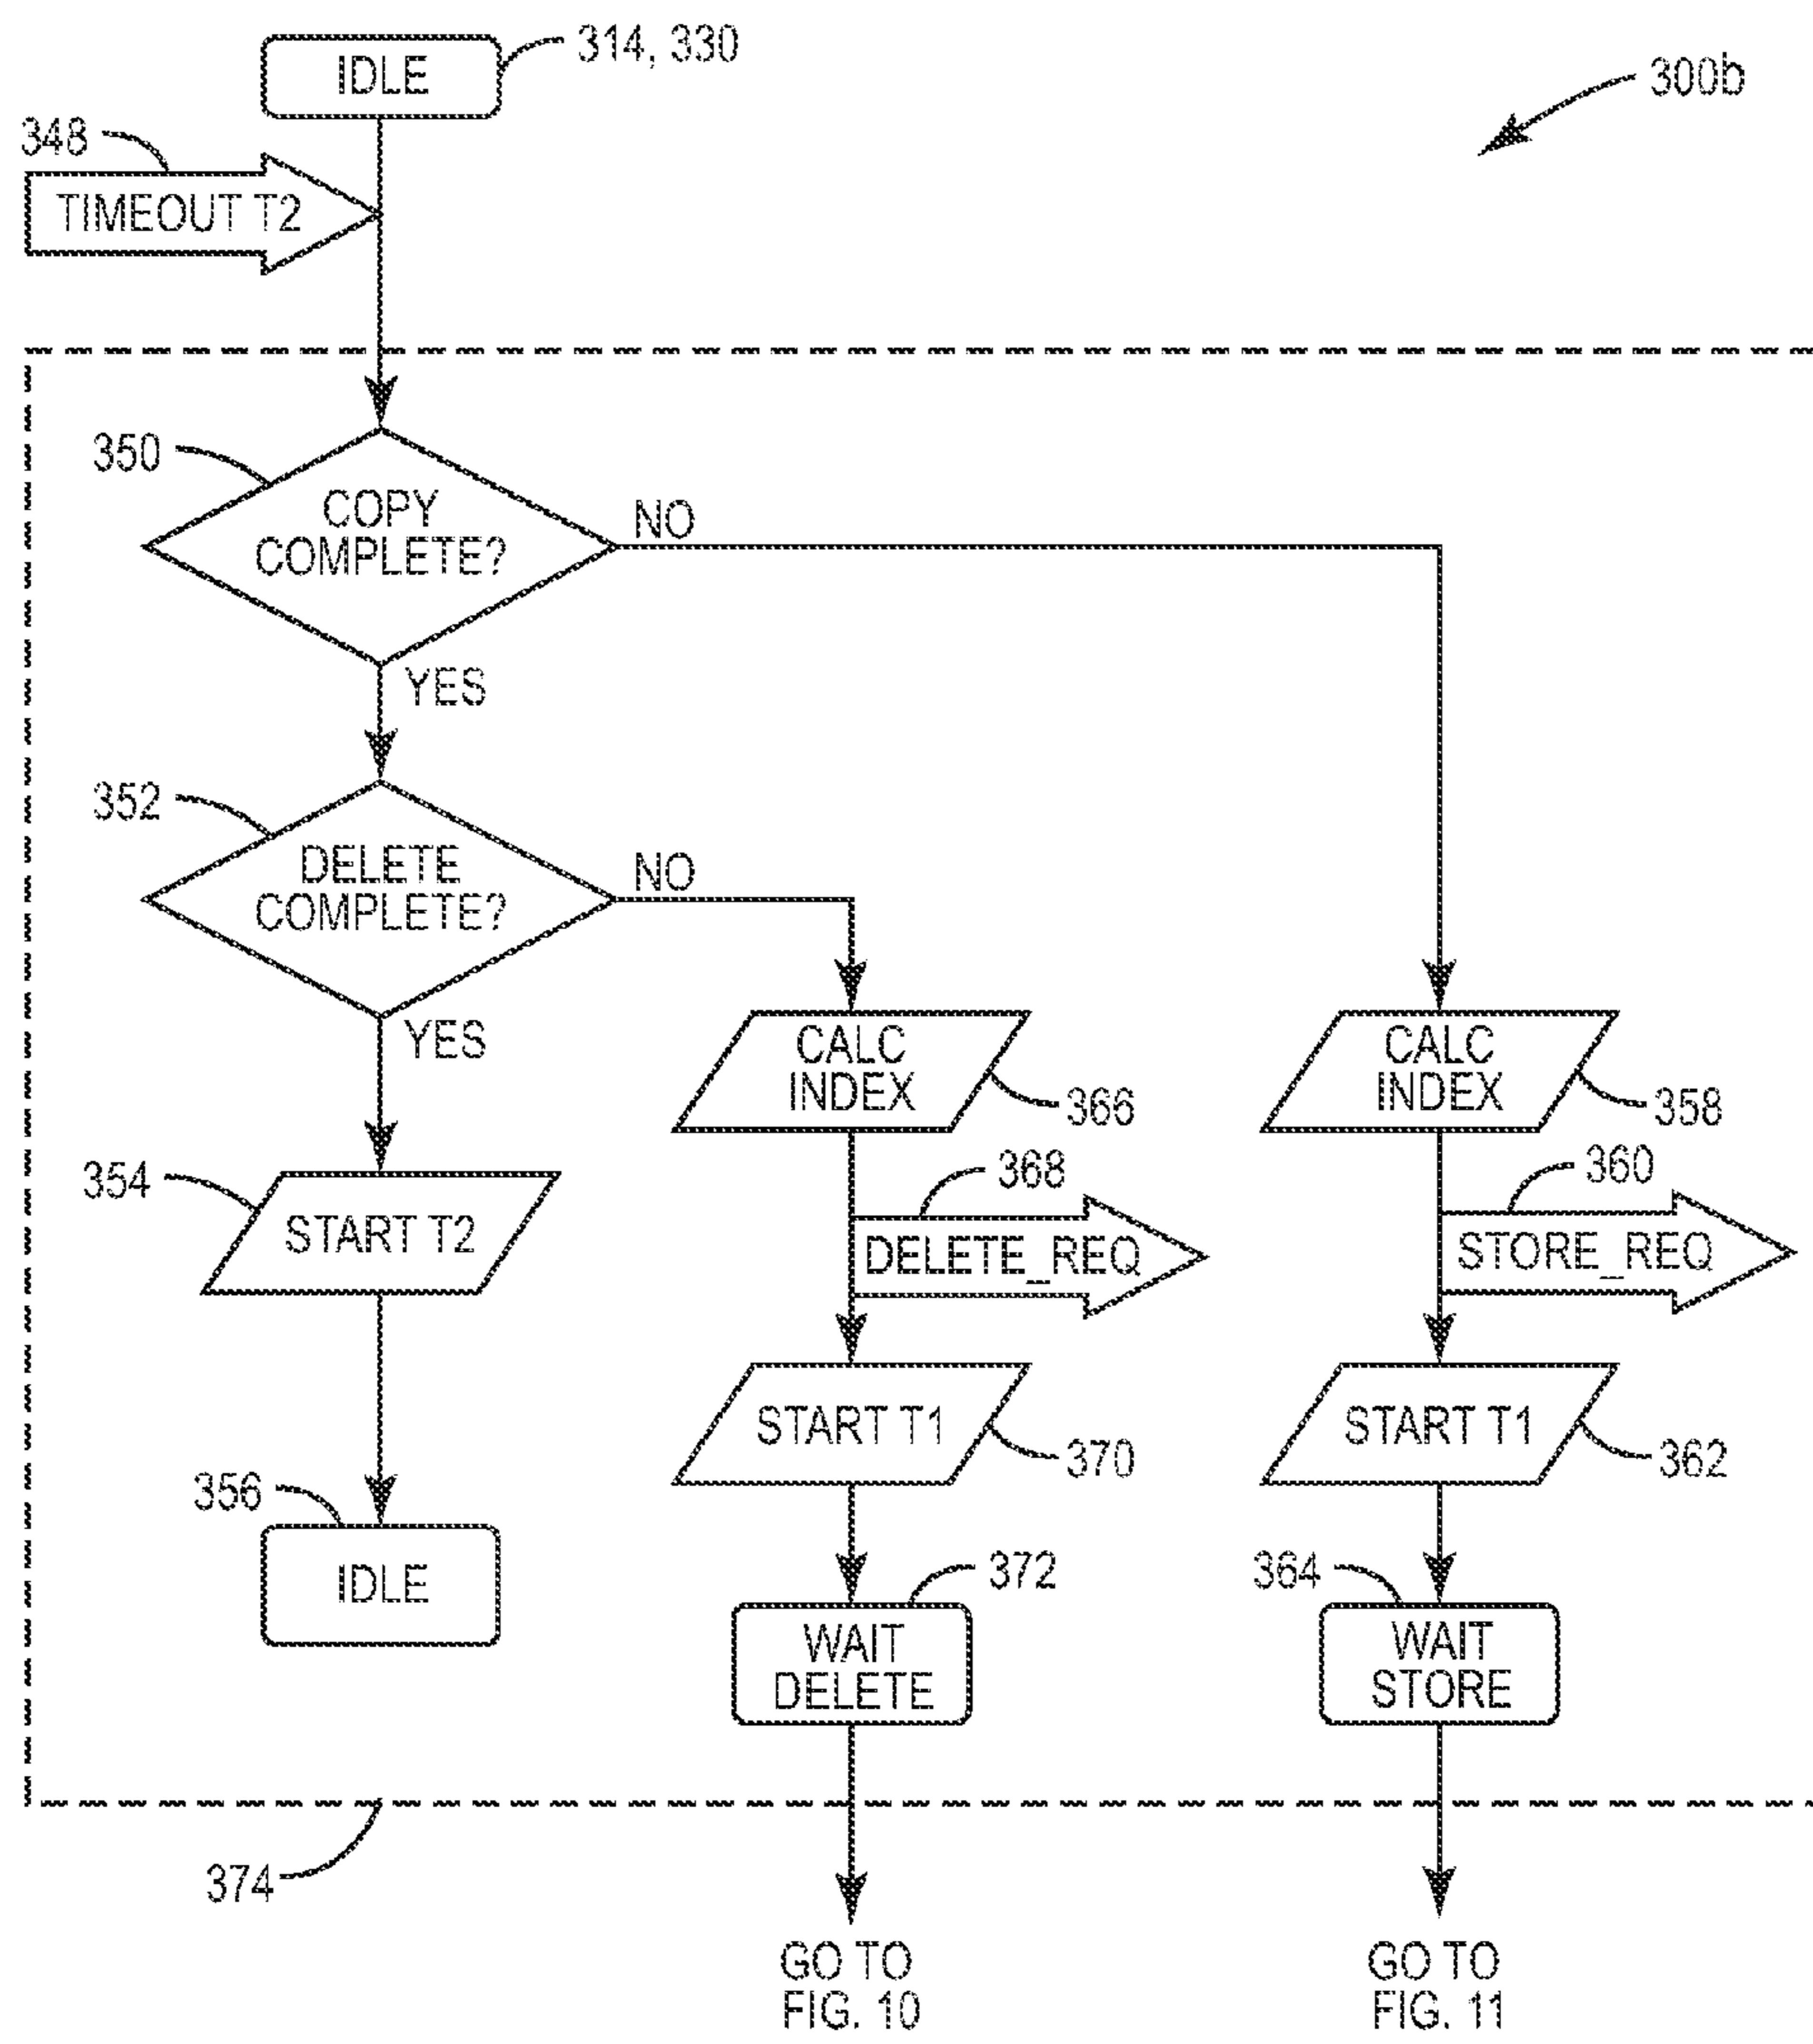 IDLE
314, 330
300b
348
TIMEOUT T2
350
COPY
COMPLETE?
NO
YES
352
DELETE
COMPLETE?
NO
YES
CALC
INDEX
366
CALC
INDEX
358
354
START T2
368
DELETE_REQ
360
STORE_REQ
START T1
370
START T1
362
356
IDLE
372
WAIT
DELETE
364
WAIT
STORE
374
GO TO
FIG. 10
GO TO
FIG. 11